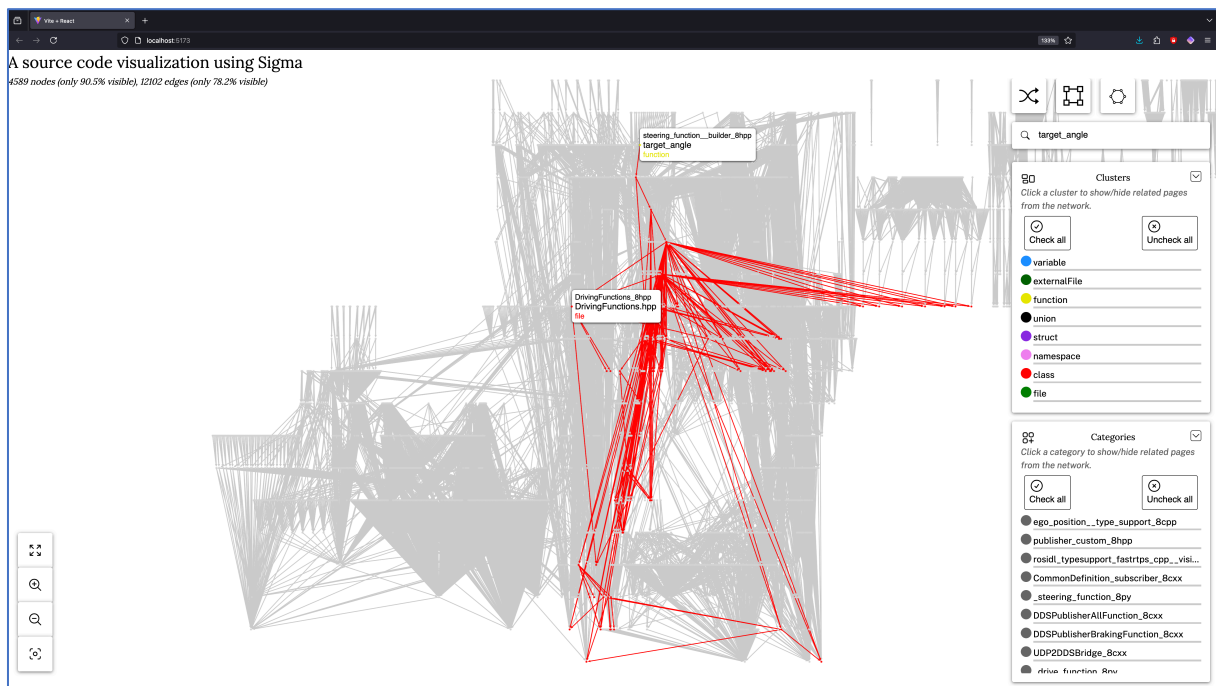 Vite + React
localhost:5173
133%
A source code visualization using Sigma
4589 nodes (only 90.5% visible), 12102 edges (only 78.2% visible)
steering_function__builder_8hpp
target_angle
function
DrivingFunctions_8hpp
DrivingFunctions.hpp
file
target_angle
Clusters
Click a cluster to show/hide related pages
from the network.
Check all
Uncheck all
variable
externalFile
function
union
struct
namespace
class
file
Categories
Click a category to show/hide related pages
from the network.
Check all
Uncheck all
ego_position__type_support_8cpp
publisher_custom_8hpp
rosidl_typesupport_fastrtps_cpp__visi...
CommonDefinition_subscriber_8cxx
_steering_function_8py
DDSPublisherAllFunction_8cxx
DDSPublisherBrakingFunction_8cxx
UDP2DDSBridge_8cxx
_drive_function_8py